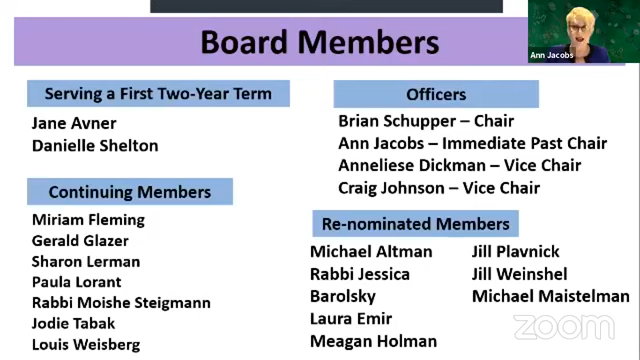 Board Members
Ann Jacobs
Serving a First Two-Year Term
Jane Avner
Danielle Shelton
Continuing Members
Miriam Fleming
Gerald Glazer
Sharon Lerman
Paula Lorant
Rabbi Moishe Steigmann
Jodie Tabak
Louis Weisberg
Officers
Brian Schupper – Chair
Ann Jacobs – Immediate Past Chair
Anneliese Dickman – Vice Chair
Craig Johnson – Vice Chair
Re-nominated Members
Michael Altman
Rabbi Jessica
Barolsky
Laura Emir
Meagan Holman
Jill Plavnick
Jill Weinshel
Michael Maistelman
zoom